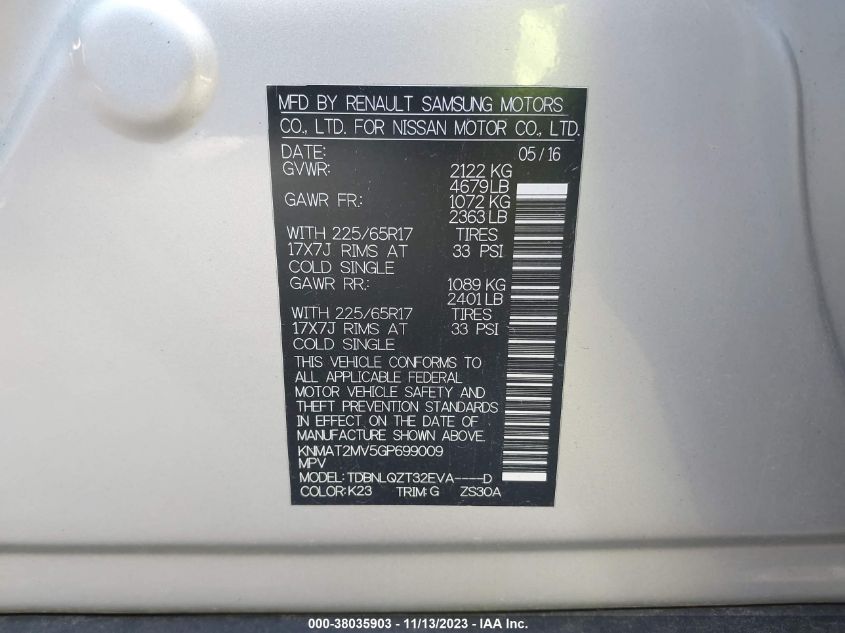 MFD BY RENAULT SAMSUNG MOTORS
CO., LTD. FOR NISSAN MOTOR CO., LTD.
DATE: 05 / 16
GVWR: 2122 KG
4679 LB
GAWR FR: 1072 KG
2363 LB
WITH 225/65R17 TIRES
17X7J RIMS AT 33 PSI
COLD SINGLE
GAWR RR: 1089 KG
2401 LB
WITH 225/65R17 TIRES
17X7J RIMS AT 33 PSI
COLD SINGLE
THIS VEHICLE CONFORMS TO
ALL APPLICABLE FEDERAL
MOTOR VEHICLE SAFETY AND
THEFT PREVENTION STANDARDS
IN EFFECT ON THE DATE OF
MANUFACTURE SHOWN ABOVE.
KNMAT2MV5GP699009
MPV
MODEL: TDBNLQZT32EVA----D
COLOR: K23 TRIM: G ZS30A
000-38035903 - 11/13/2023 - IAA Inc.